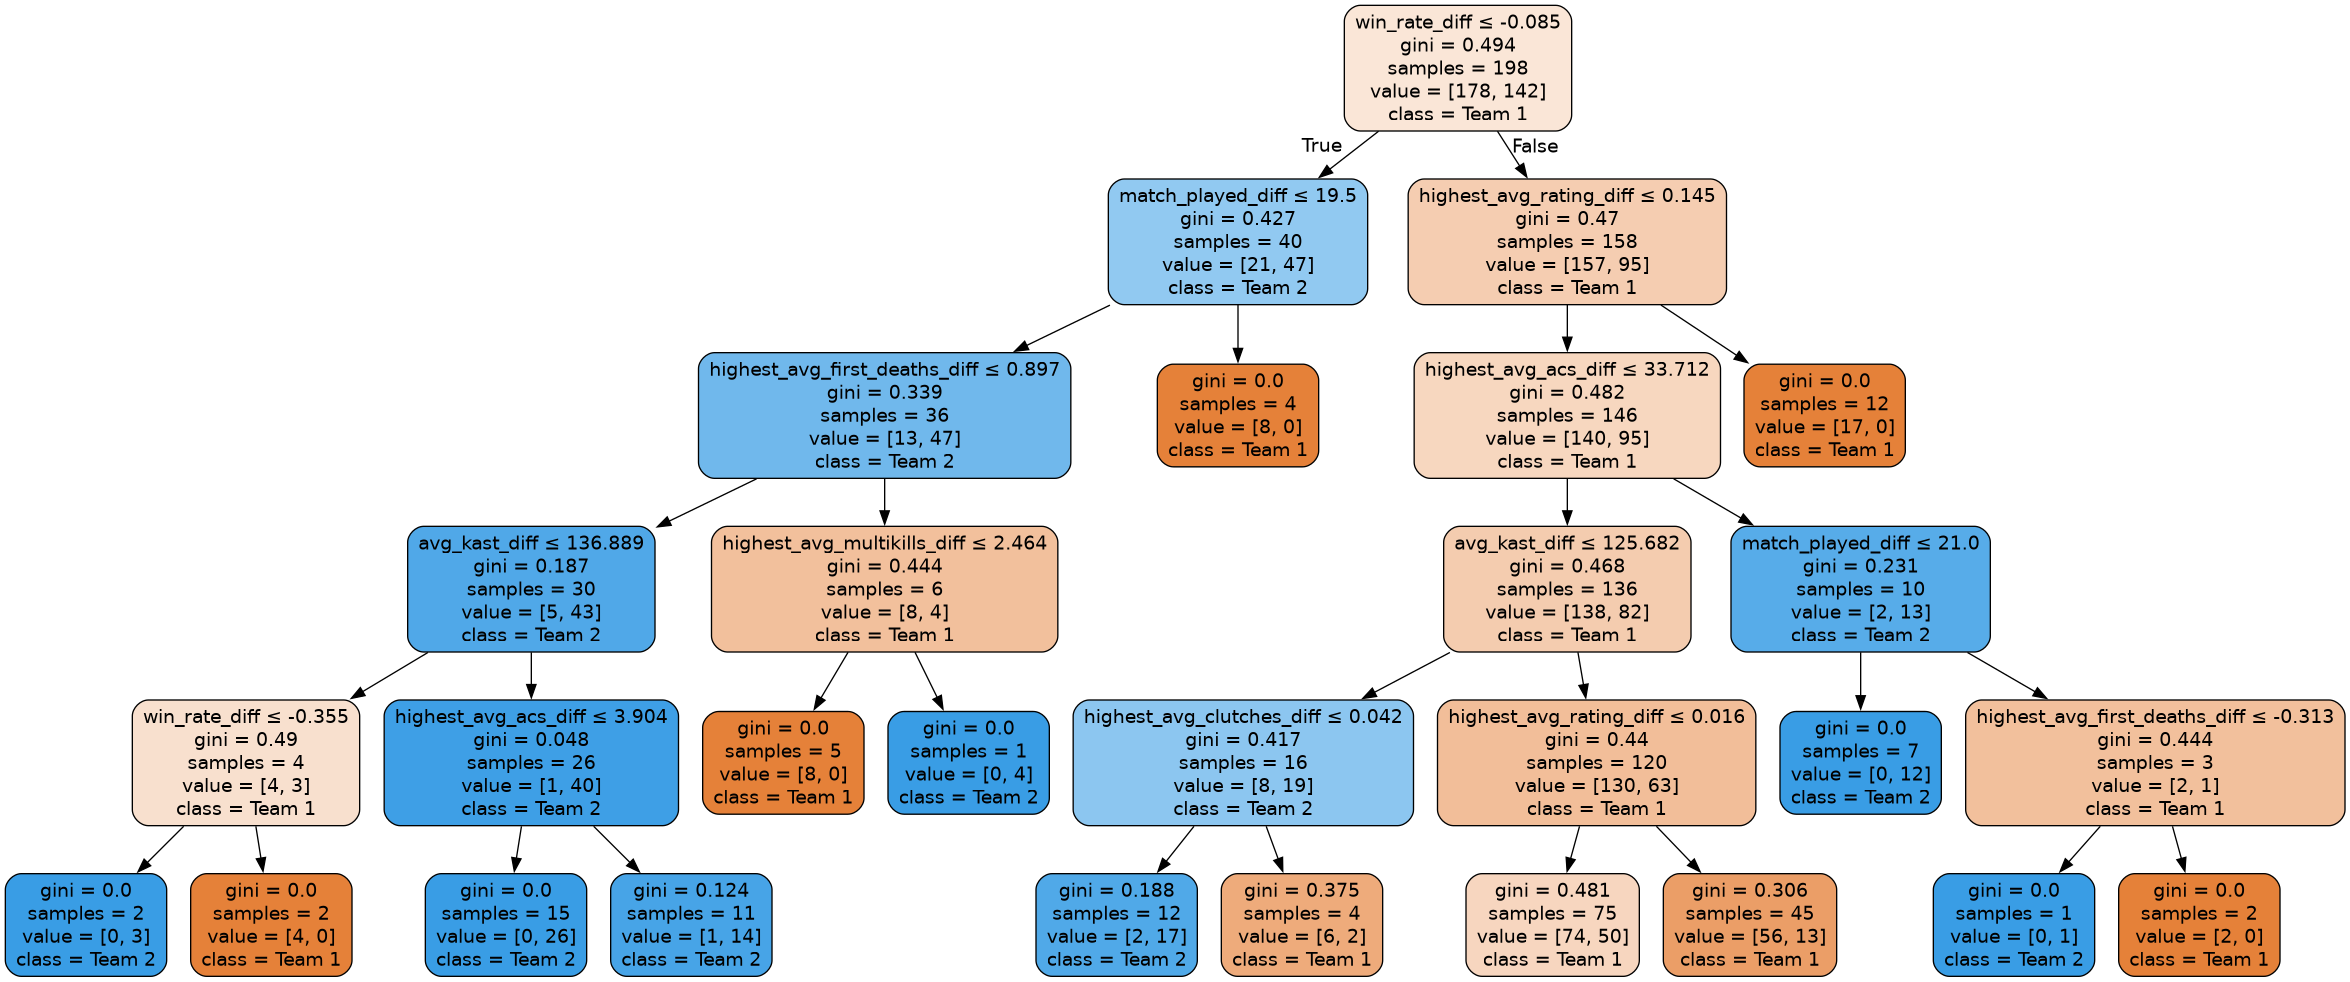 win_rate_diff ≤ -0.085
gini = 0.494
samples = 198
value = [178, 142]
class = Team 1
True
False
match_played_diff ≤ 19.5
gini = 0.427
samples = 40
value = [21, 47]
class = Team 2
highest_avg_rating_diff ≤ 0.145
gini = 0.47
samples = 158
value = [157, 95]
class = Team 1
highest_avg_first_deaths_diff ≤ 0.897
gini = 0.339
samples = 36
value = [13, 47]
class = Team 2
gini = 0.0
samples = 4
value = [8, 0]
class = Team 1
highest_avg_acs_diff ≤ 33.712
gini = 0.482
samples = 146
value = [140, 95]
class = Team 1
gini = 0.0
samples = 12
value = [17, 0]
class = Team 1
avg_kast_diff ≤ 136.889
gini = 0.187
samples = 30
value = [5, 43]
class = Team 2
highest_avg_multikills_diff ≤ 2.464
gini = 0.444
samples = 6
value = [8, 4]
class = Team 1
avg_kast_diff ≤ 125.682
gini = 0.468
samples = 136
value = [138, 82]
class = Team 1
match_played_diff ≤ 21.0
gini = 0.231
samples = 10
value = [2, 13]
class = Team 2
win_rate_diff ≤ -0.355
gini = 0.49
samples = 4
value = [4, 3]
class = Team 1
highest_avg_acs_diff ≤ 3.904
gini = 0.048
samples = 26
value = [1, 40]
class = Team 2
gini = 0.0
samples = 5
value = [8, 0]
class = Team 1
gini = 0.0
samples = 1
value = [0, 4]
class = Team 2
highest_avg_clutches_diff ≤ 0.042
gini = 0.417
samples = 16
value = [8, 19]
class = Team 2
highest_avg_rating_diff ≤ 0.016
gini = 0.44
samples = 120
value = [130, 63]
class = Team 1
gini = 0.0
samples = 7
value = [0, 12]
class = Team 2
highest_avg_first_deaths_diff ≤ -0.313
gini = 0.444
samples = 3
value = [2, 1]
class = Team 1
gini = 0.0
samples = 2
value = [0, 3]
class = Team 2
gini = 0.0
samples = 2
value = [4, 0]
class = Team 1
gini = 0.0
samples = 15
value = [0, 26]
class = Team 2
gini = 0.124
samples = 11
value = [1, 14]
class = Team 2
gini = 0.188
samples = 12
value = [2, 17]
class = Team 2
gini = 0.375
samples = 4
value = [6, 2]
class = Team 1
gini = 0.481
samples = 75
value = [74, 50]
class = Team 1
gini = 0.306
samples = 45
value = [56, 13]
class = Team 1
gini = 0.0
samples = 1
value = [0, 1]
class = Team 2
gini = 0.0
samples = 2
value = [2, 0]
class = Team 1